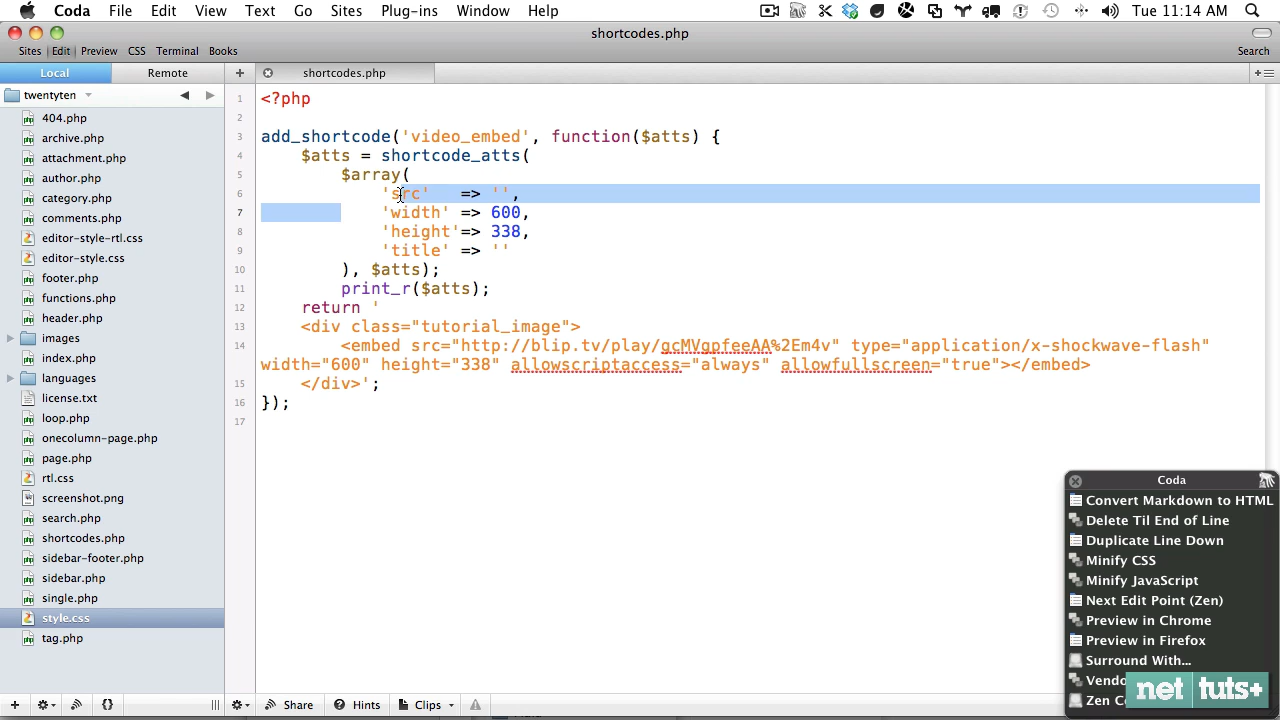 Coda File Edit View Text Go Sites Plug-ins Window Help Tue 11:14 AM
shortcodes.php
Sites Edit Preview CSS Terminal Books Search
Local Remote shortcodes.php
twentyten
404.php
archive.php
attachment.php
author.php
category.php
comments.php
editor-style-rtl.css
editor-style.css
footer.php
functions.php
header.php
images
index.php
languages
license.txt
loop.php
onecolumn-page.php
page.php
rtl.css
screenshot.png
search.php
shortcodes.php
sidebar-footer.php
sidebar.php
single.php
style.css
tag.php
1 <?php
2
3 add_shortcode('video_embed', function($atts) {
4 $atts = shortcode_atts(
5 $array(
6 'src' => '',
7 'width' => 600,
8 'height'=> 338,
9 'title' => ''
10 ), $atts);
11 print_r($atts);
12 return '
13 <div class="tutorial_image">
14 <embed src="http://blip.tv/play/gcMVgpfeeAA%2Em4v" type="application/x-shockwave-flash"
width="600" height="338" allowscriptaccess="always" allowfullscreen="true"></embed>
15 </div>';
16 });
17
Coda
Convert Markdown to HTML
Delete Til End of Line
Duplicate Line Down
Minify CSS
Minify JavaScript
Next Edit Point (Zen)
Preview in Chrome
Preview in Firefox
Surround With...
Vendo
Zen Co
net tuts+
Share Hints Clips